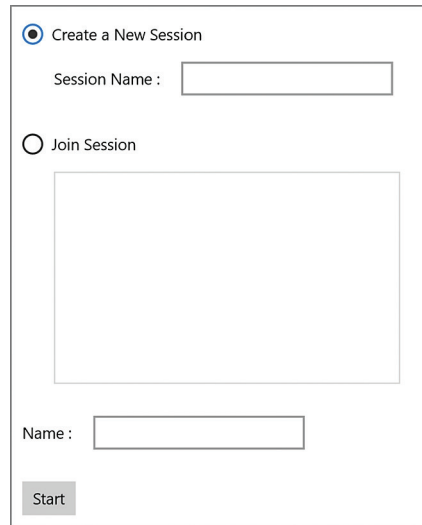 Create a New Session
Session Name :
Join Session
Name :
Start